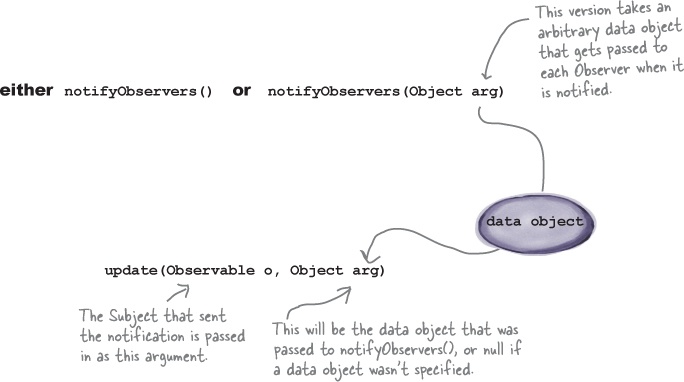 This version takes an
arbitrary data object
that gets passed to
each Observer when it
is notified.
either notifyObservers() or notifyObservers(Object arg)
data object
update(Observable o, Object arg)
The Subject that sent
the notification is passed
in as this argument.
This will be the data object that was
passed to notifyObservers(), or null if
a data object wasn't specified.